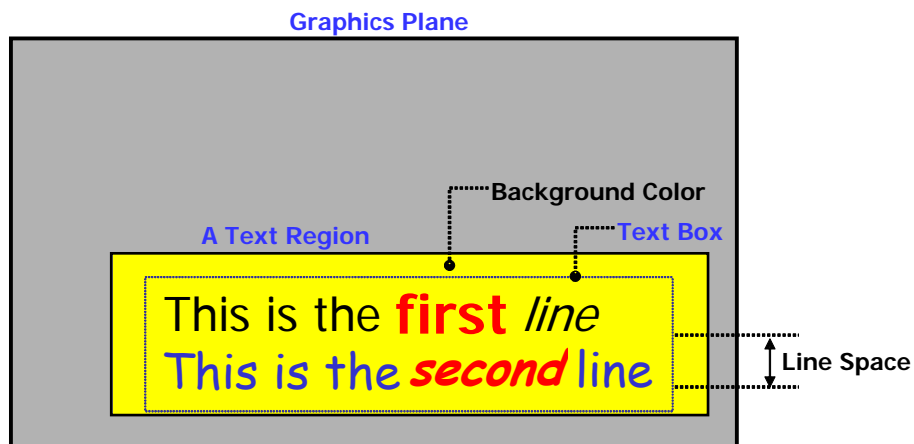 Graphics Plane
Background Color
A Text Region
Text Box
This is the first line
This is the second line
Line Space